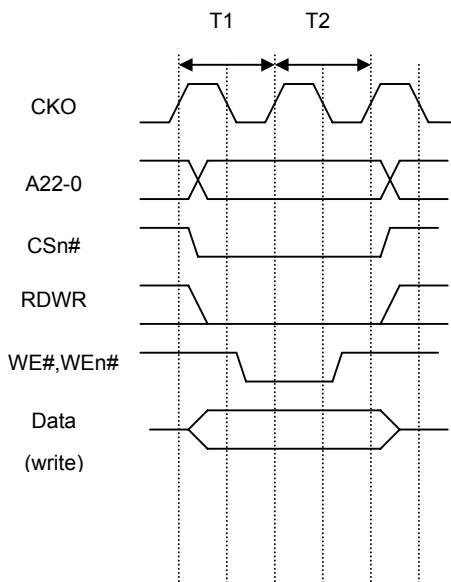 T1 T2
CKO
A22-0
CSn#
RDWR
WE#,WEn#
Data
(write)